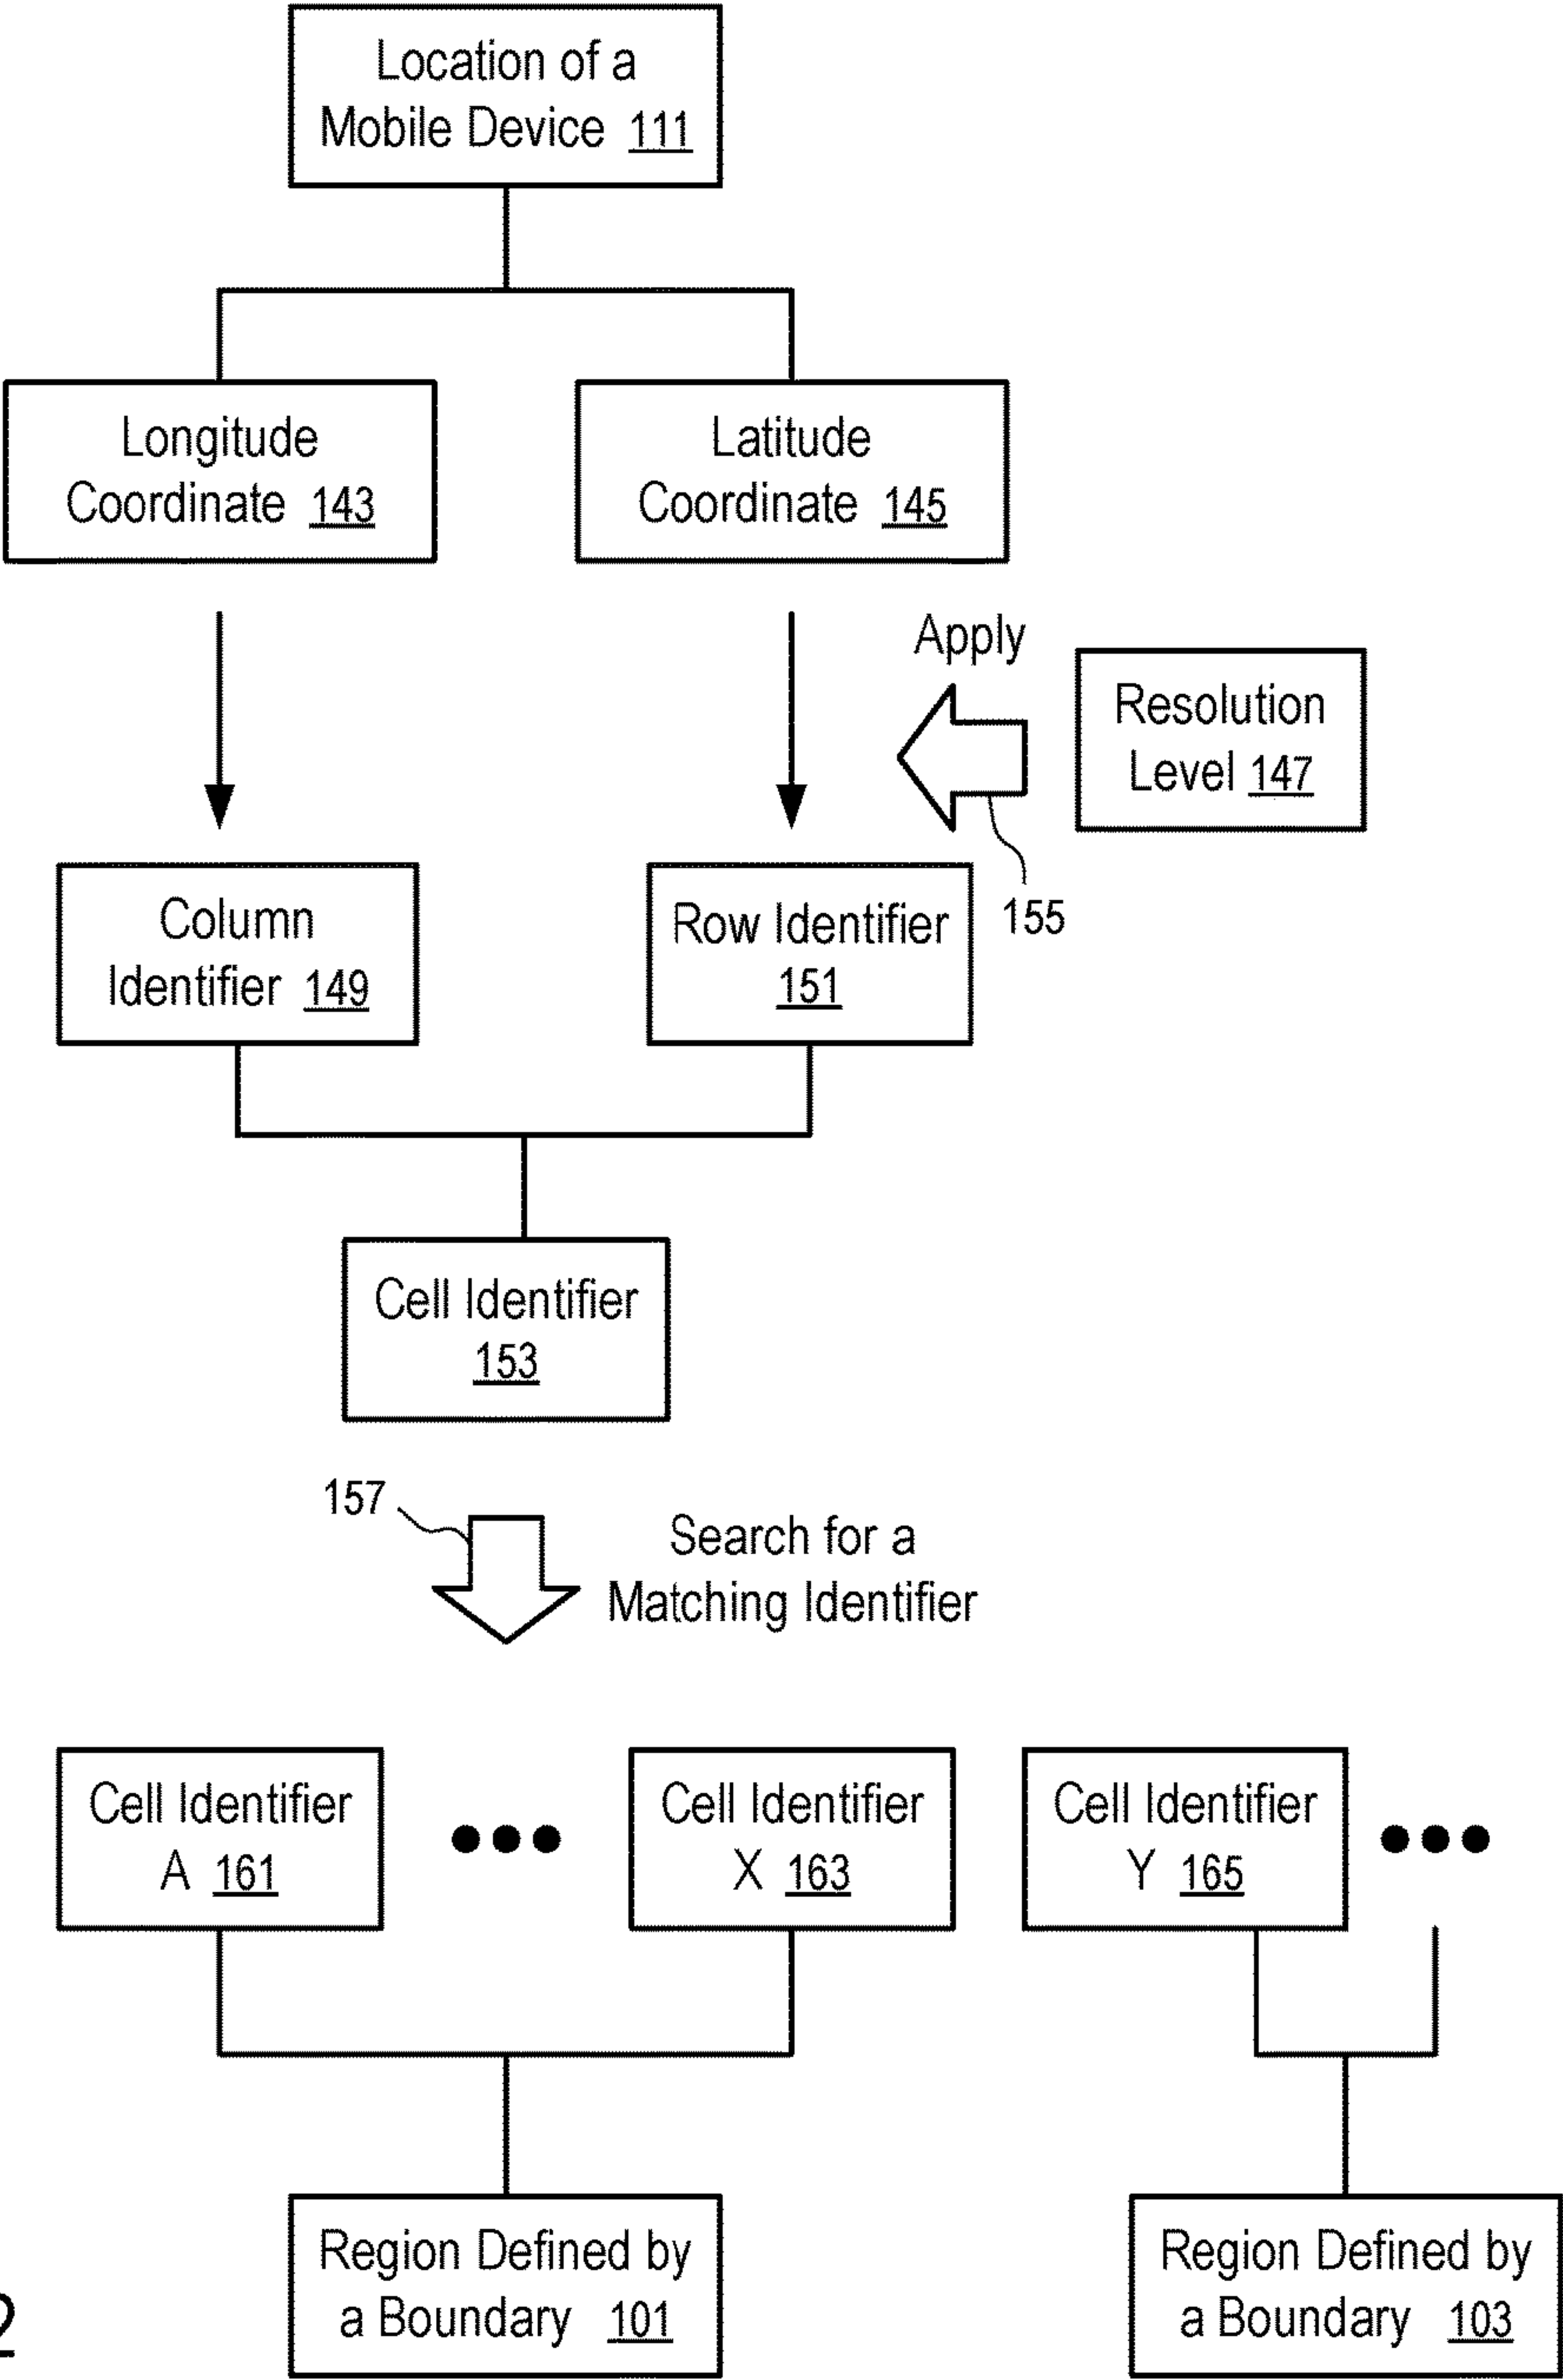 Location of a
Mobile Device 111
Longitude
Coordinate 143
Latitude
Coordinate 145
Apply
Resolution
Level 147
155
Column
Identifier 149
Row Identifier
151
Cell Identifier
153
157
Search for a
Matching Identifier
Cell Identifier
A 161
Cell Identifier
X 163
Cell Identifier
Y 165
Region Defined by
a Boundary 101
Region Defined by
a Boundary 103
2